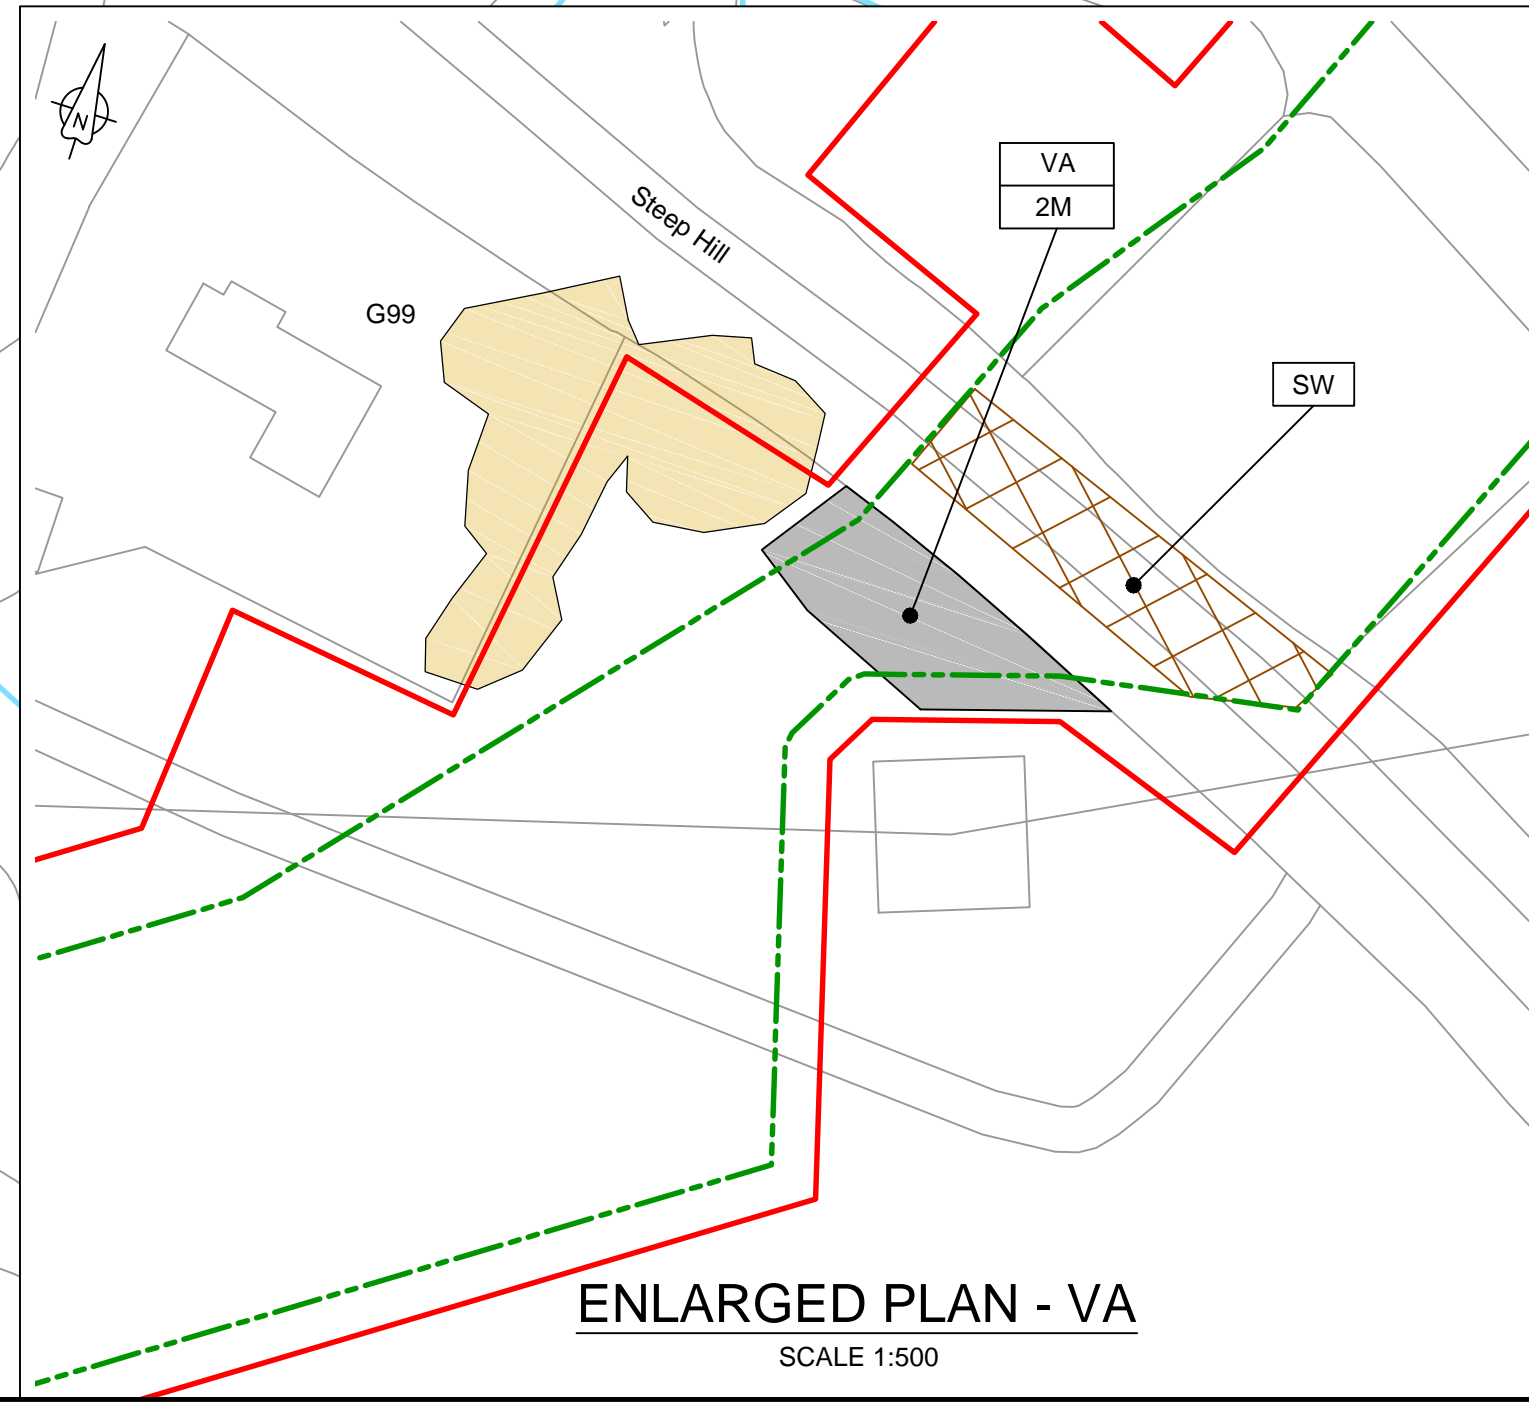 N
VA
2M
Steep Hill
G99
SW
ENLARGED PLAN - VA
SCALE 1:500